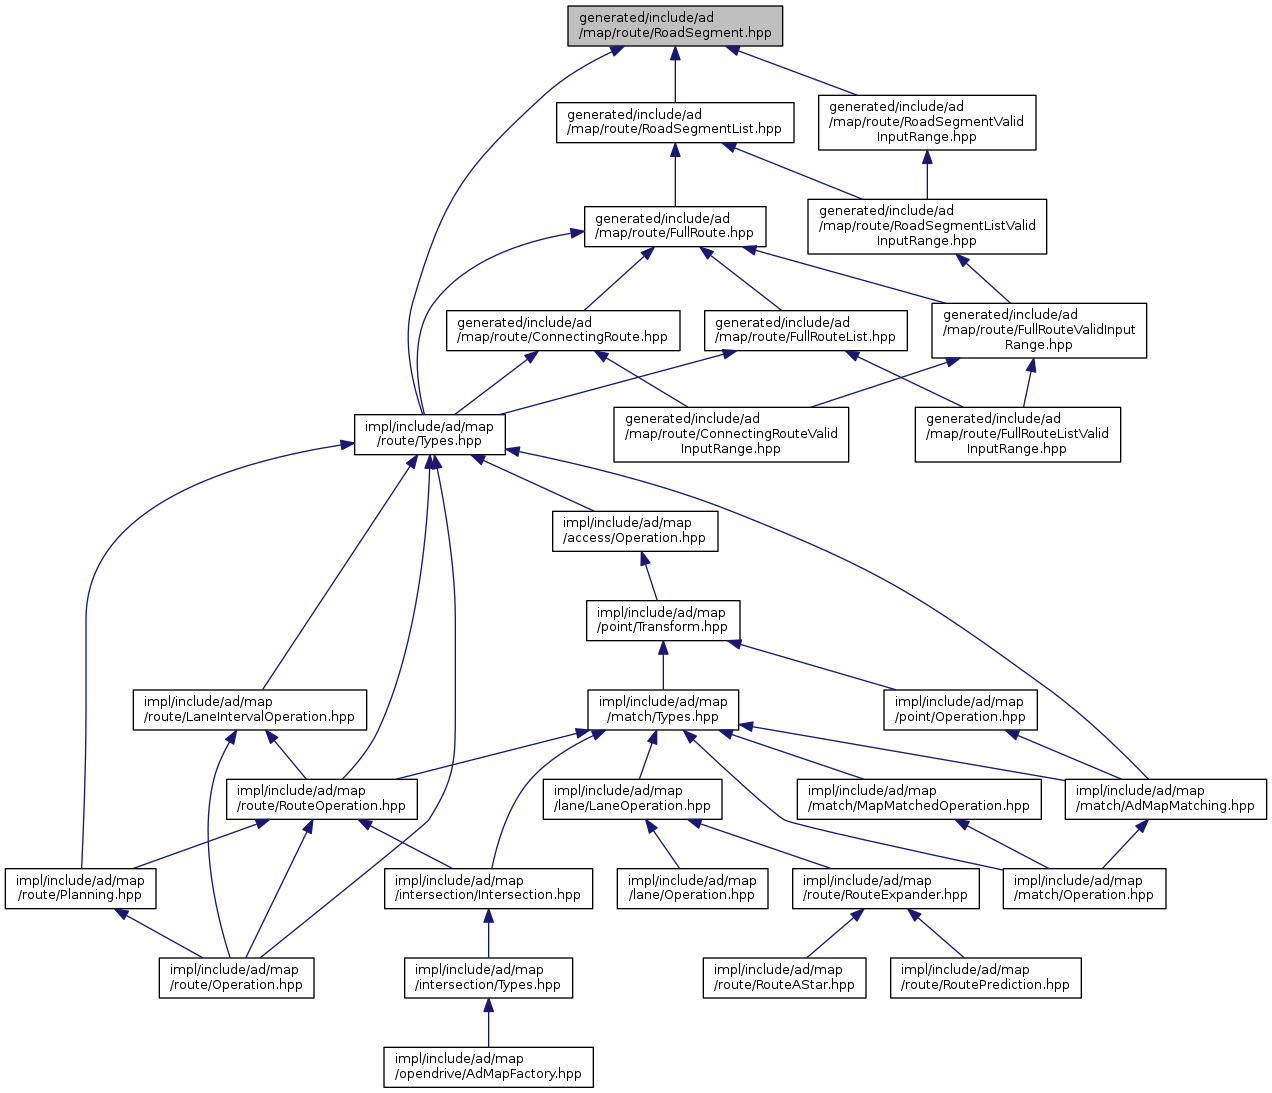 generated/include/ad
/map/route/RoadSegment.hpp
generated/include/ad
/map/route/RoadSegmentList.hpp
generated/include/ad
/map/route/RoadSegmentValid
InputRange.hpp
generated/include/ad
/map/route/FullRoute.hpp
generated/include/ad
/map/route/RoadSegmentListValid
InputRange.hpp
generated/include/ad
/map/route/ConnectingRoute.hpp
generated/include/ad
/map/route/FullRouteList.hpp
generated/include/ad
/map/route/FullRouteValidInput
Range.hpp
impl/include/ad/map
/route/Types.hpp
generated/include/ad
/map/route/ConnectingRouteValid
InputRange.hpp
generated/include/ad
/map/route/FullRouteListValid
InputRange.hpp
impl/include/ad/map
/access/Operation.hpp
impl/include/ad/map
/point/Transform.hpp
impl/include/ad/map
/route/LaneIntervalOperation.hpp
impl/include/ad/map
/match/Types.hpp
impl/include/ad/map
/point/Operation.hpp
impl/include/ad/map
/route/RouteOperation.hpp
impl/include/ad/map
/lane/LaneOperation.hpp
impl/include/ad/map
/match/MapMatchedOperation.hpp
impl/include/ad/map
/match/AdMapMatching.hpp
impl/include/ad/map
/route/Planning.hpp
impl/include/ad/map
/intersection/Intersection.hpp
impl/include/ad/map
/lane/Operation.hpp
impl/include/ad/map
/route/RouteExpander.hpp
impl/include/ad/map
/match/Operation.hpp
impl/include/ad/map
/route/Operation.hpp
impl/include/ad/map
/intersection/Types.hpp
impl/include/ad/map
/route/RouteAStar.hpp
impl/include/ad/map
/route/RoutePrediction.hpp
impl/include/ad/map
/opendrive/AdMapFactory.hpp